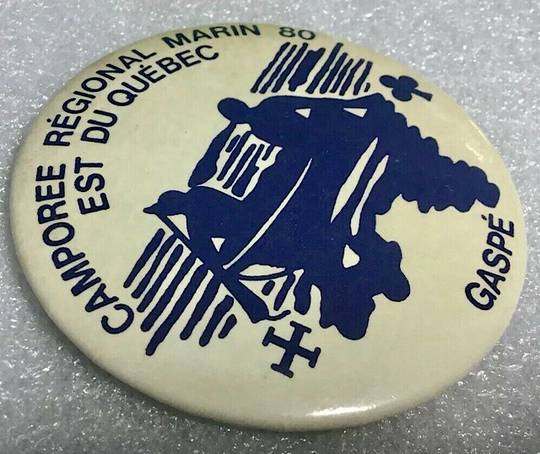 CAMPOREE RÉGIONAL MARIN 80
EST DU QUÉBEC
GASPÉ